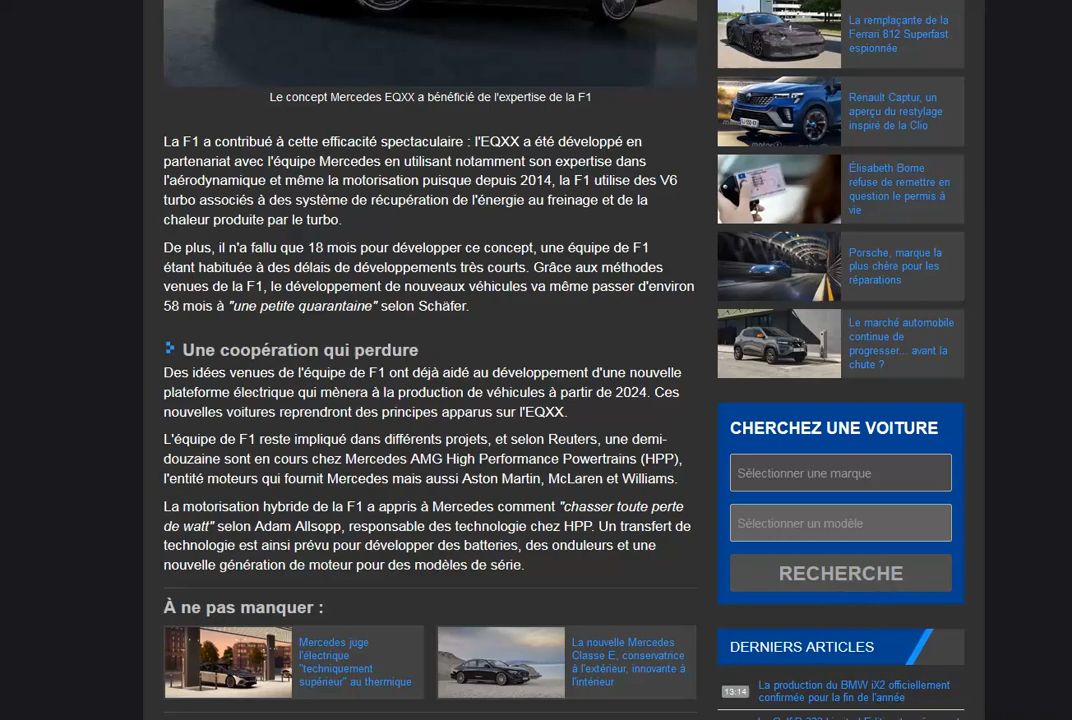 Le concept Mercedes EQXX a bénéficié de l'expertise de la F1
La F1 a contribué à cette efficacité spectaculaire : l'EQXX a été développé en
partenariat avec l'équipe Mercedes en utilisant notamment son expertise dans
l'aérodynamique et même la motorisation puisque depuis 2014, la F1 utilise des V6
turbo associés à des système de récupération de l'énergie au freinage et de la
chaleur produite par le turbo.
De plus, il n'a fallu que 18 mois pour développer ce concept, une équipe de F1
étant habituée à des délais de développements très courts. Grâce aux méthodes
venues de la F1, le développement de nouveaux véhicules va même passer d'environ
58 mois à "une petite quarantaine" selon Schäfer.
Une coopération qui perdure
Des idées venues de l'équipe de F1 ont déjà aidé au développement d'une nouvelle
plateforme électrique qui mènera à la production de véhicules à partir de 2024. Ces
nouvelles voitures reprendront des principes apparus sur l'EQXX.
L'équipe de F1 reste impliqué dans différents projets, et selon Reuters, une demi-
douzaine sont en cours chez Mercedes AMG High Performance Powertrains (HPP),
l'entité moteurs qui fournit Mercedes mais aussi Aston Martin, McLaren et Williams.
La motorisation hybride de la F1 a appris à Mercedes comment "chasser toute perte
de watt" selon Adam Allsopp, responsable des technologie chez HPP. Un transfert de
technologie est ainsi prévu pour développer des batteries, des onduleurs et une
nouvelle génération de moteur pour des modèles de série.
À ne pas manquer :
Mercedes juge
l'électrique
"techniquement
supérieur" au thermique
La nouvelle Mercedes
Classe E, conservatrice
à l'extérieur, innovante à
l'intérieur
La remplaçante de la
Ferrari 812 Superfast
espionnée
Renault Captur, un
aperçu du restylage
inspiré de la Clio
Élisabeth Borne
refuse de remettre en
question le permis à
vie
Porsche, marque la
plus chère pour les
réparations
Le marché automobile
continue de
progresser... avant la
chute ?
CHERCHEZ UNE VOITURE
Sélectionner une marque
Sélectionner un modèle
RECHERCHE
DERNIERS ARTICLES
13:14
La production du BMW iX2 officiellement
confirmée pour la fin de l'année